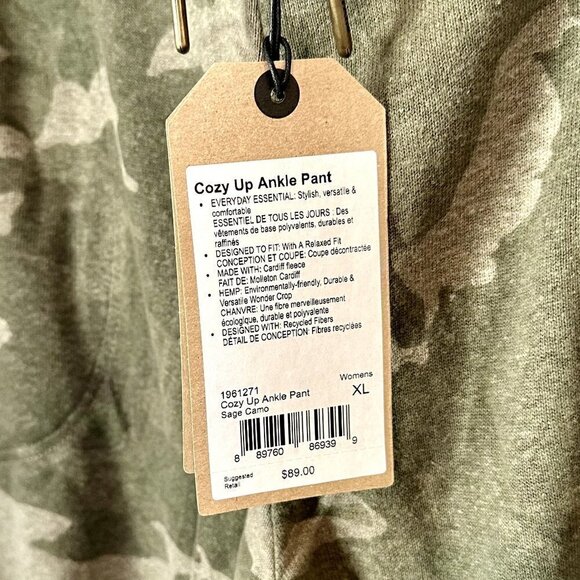 Cozy Up Ankle Pant
• EVERYDAY ESSENTIAL: Stylish, versatile &
comfortable
ESSENTIEL DE TOUS LES JOURS : Des
vêtements de base polyvalents, durables et
raffinés
• DESIGNED TO FIT: With A Relaxed Fit
CONCEPTION ET COUPE: Coupe décontractée
• MADE WITH: Cardiff fleece
FAIT DE: Molleton Cardiff
• HEMP: Environmentally-friendly, Durable &
Versatile Wonder Crop
CHANVRE: Une fibre merveilleusement
écologique, durable et polyvalente
• DESIGNED WITH: Recycled Fibers
DÉTAIL DE CONCEPTION: Fibres recyclées
1961271 Womens
Cozy Up Ankle Pant XL
Sage Camo
8 89760 86939 9
Suggested
Retail $89.00